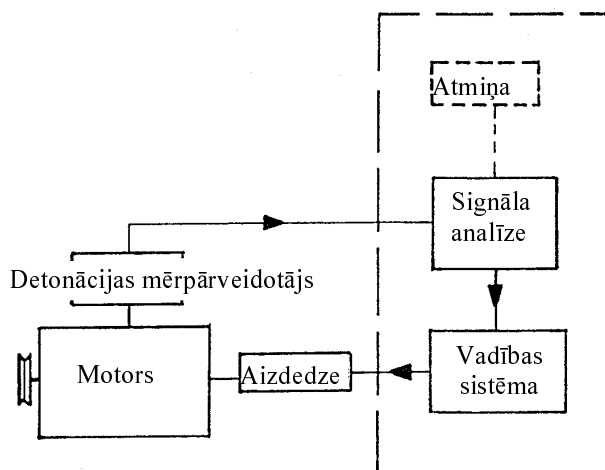 Atmiņa
Signāla
analīze
Detonācijas mērpārveidotājs
Motors
Aizdedze
Vadības
sistēma